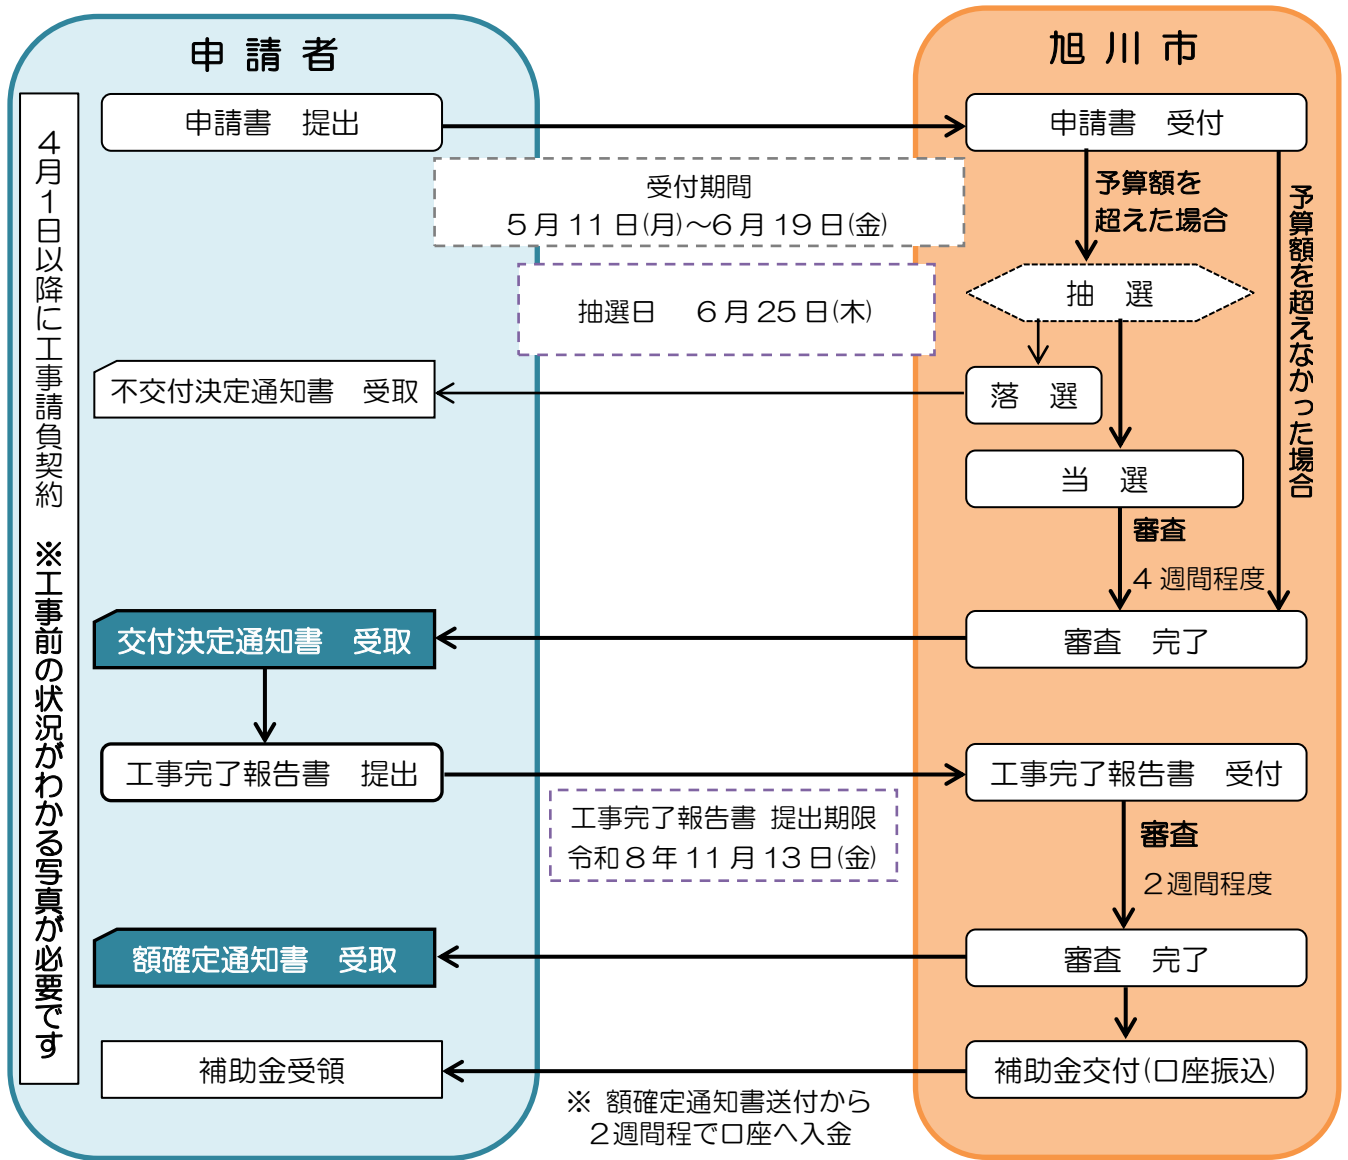 申 請 者
旭 川 市
4月1日以降に工事請負契約　※工事前の状況がわかる写真が必要です
申請書　提出
申請書　受付
受付期間
5月11日(月)～6月19日(金)
予算額を
超えた場合
予算額を超えなかった場合
抽選日　6月25日(木)
抽　選
不交付決定通知書　受取
落　選
当　選
審査
4週間程度
交付決定通知書　受取
審査　完了
工事完了報告書　提出
工事完了報告書　受付
工事完了報告書 提出期限
令和8年11月13日(金)
審査
2週間程度
額確定通知書　受取
審査　完了
補助金受領
補助金交付(口座振込)
※ 額確定通知書送付から
2週間程で口座へ入金